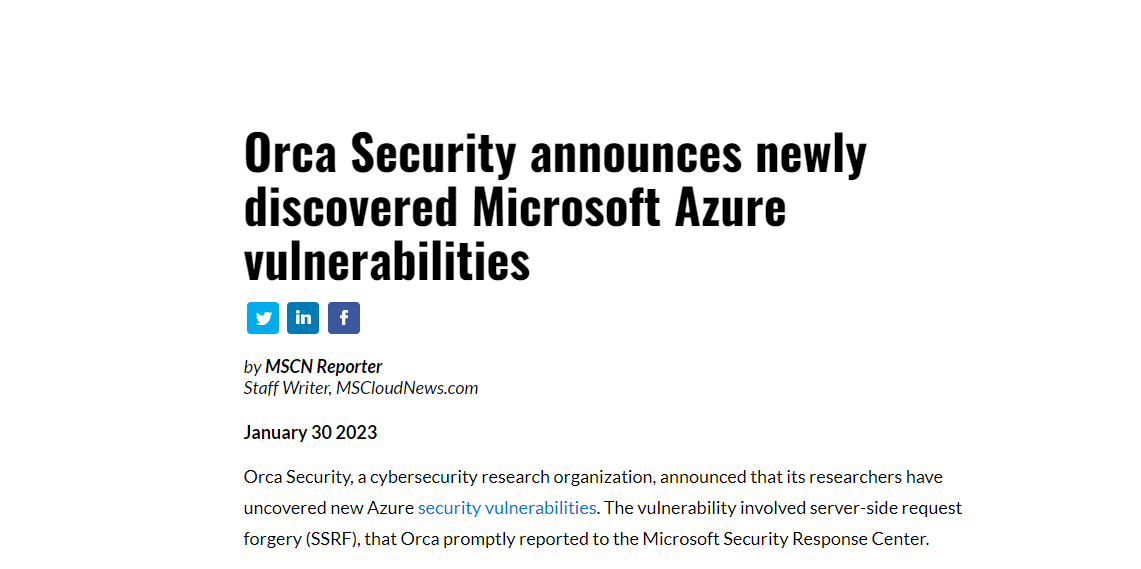 Orca Security announces newly
discovered Microsoft Azure
vulnerabilities
by MSCN Reporter
Staff Writer, MSCloudNews.com
January 30 2023
Orca Security, a cybersecurity research organization, announced that its researchers have
uncovered new Azure security vulnerabilities. The vulnerability involved server-side request
forgery (SSRF), that Orca promptly reported to the Microsoft Security Response Center.